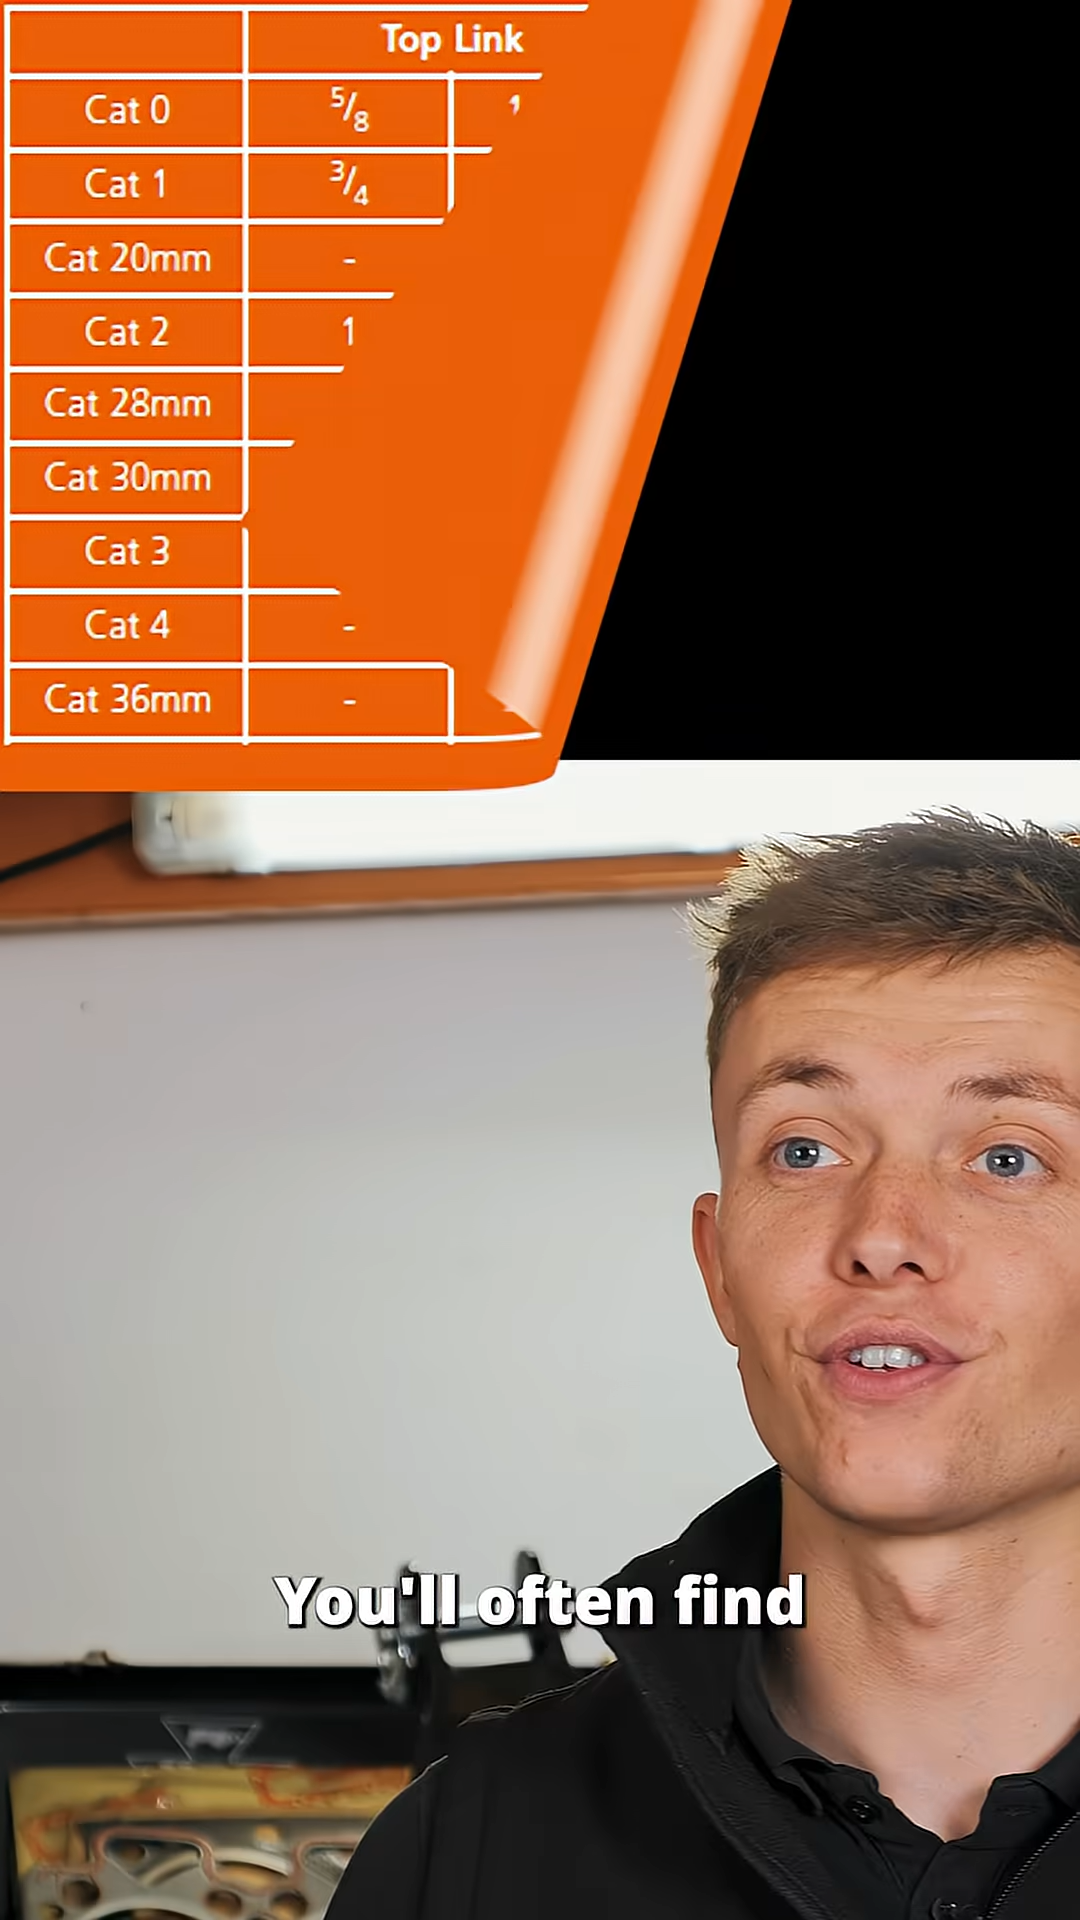 Top Link
Cat 0 5/8
Cat 1 3/4
Cat 20mm -
Cat 2 1
Cat 28mm
Cat 30mm
Cat 3
Cat 4 -
Cat 36mm -
You'll often find